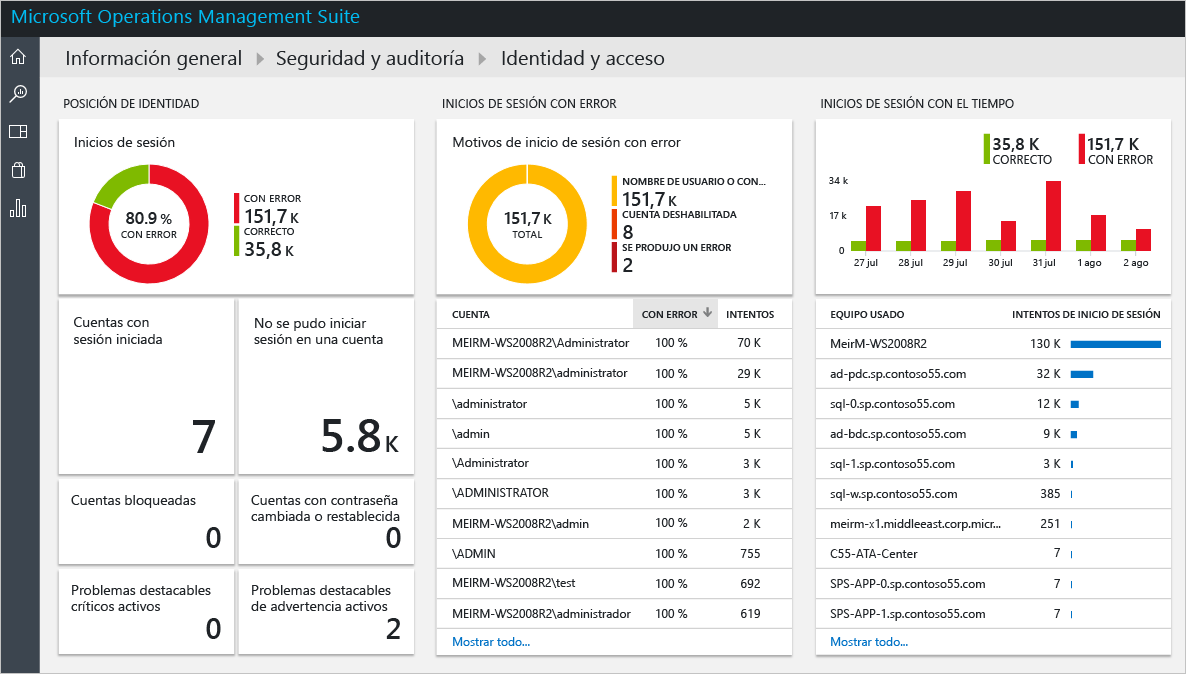 Microsoft Operations Management Suite
Información general
Seguridad y auditoría
Identidad y acceso
POSICIÓN DE IDENTIDAD
Inicios de sesión
80.9 %
CON ERROR
CON ERROR
151,7 K
CORRECTO
35,8 K
Cuentas con
sesión iniciada
7
No se pudo iniciar
sesión en una cuenta
5.8 K
Cuentas bloqueadas
0
Cuentas con contraseña
cambiada o restablecida
0
Problemas destacables
críticos activos
0
Problemas destacables
de advertencia activos
2
INICIOS DE SESIÓN CON ERROR
Motivos de inicio de sesión con error
151,7 K
TOTAL
NOMBRE DE USUARIO O CON...
151,7 K
CUENTA DESHABILITADA
8
SE PRODUJO UN ERROR
2
CUENTA CON ERROR INTENTOS
MEIRM-WS2008R2\Administrator 100 % 70 K
MEIRM-WS2008R2\administrator 100 % 29 K
\administrator 100 % 5 K
\admin 100 % 5 K
\Administrator 100 % 3 K
\ADMINISTRATOR 100 % 3 K
MEIRM-WS2008R2\admin 100 % 2 K
\ADMIN 100 % 755
MEIRM-WS2008R2\test 100 % 692
MEIRM-WS2008R2\administrador 100 % 619
Mostrar todo...
INICIOS DE SESIÓN CON EL TIEMPO
35,8 K
CORRECTO
151,7 K
CON ERROR
34 k
17 k
0
27 jul 28 jul 29 jul 30 jul 31 jul 1 ago 2 ago
EQUIPO USADO INTENTOS DE INICIO DE SESIÓN
MeirM-WS2008R2 130 K
ad-pdc.sp.contoso55.com 32 K
sql-0.sp.contoso55.com 12 K
ad-bdc.sp.contoso55.com 9 K
sql-1.sp.contoso55.com 3 K
sql-w.sp.contoso55.com 385
meirm-x1.middleeast.corp.micr... 251
C55-ATA-Center 7
SPS-APP-0.sp.contoso55.com 7
SPS-APP-1.sp.contoso55.com 7
Mostrar todo...